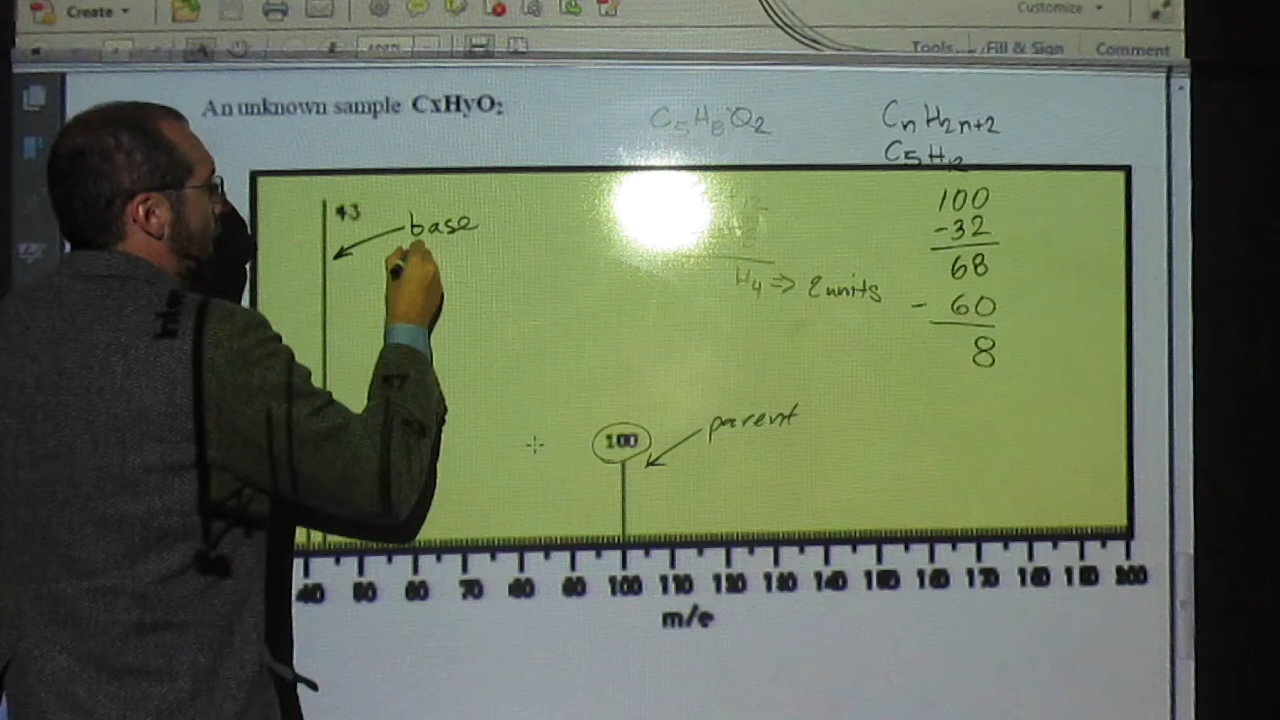 Create
Customize
Tools
Fill & Sign
Comment
An unknown sample CxHyO2
C5H8O2
CnH2n+2
C5H12
43
base
100
-32
68
- 60
8
H4 => 2 units
100
parent
40 50 60 70 80 90 100 110 120 130 140 150 160 170 180 190 200
m/e